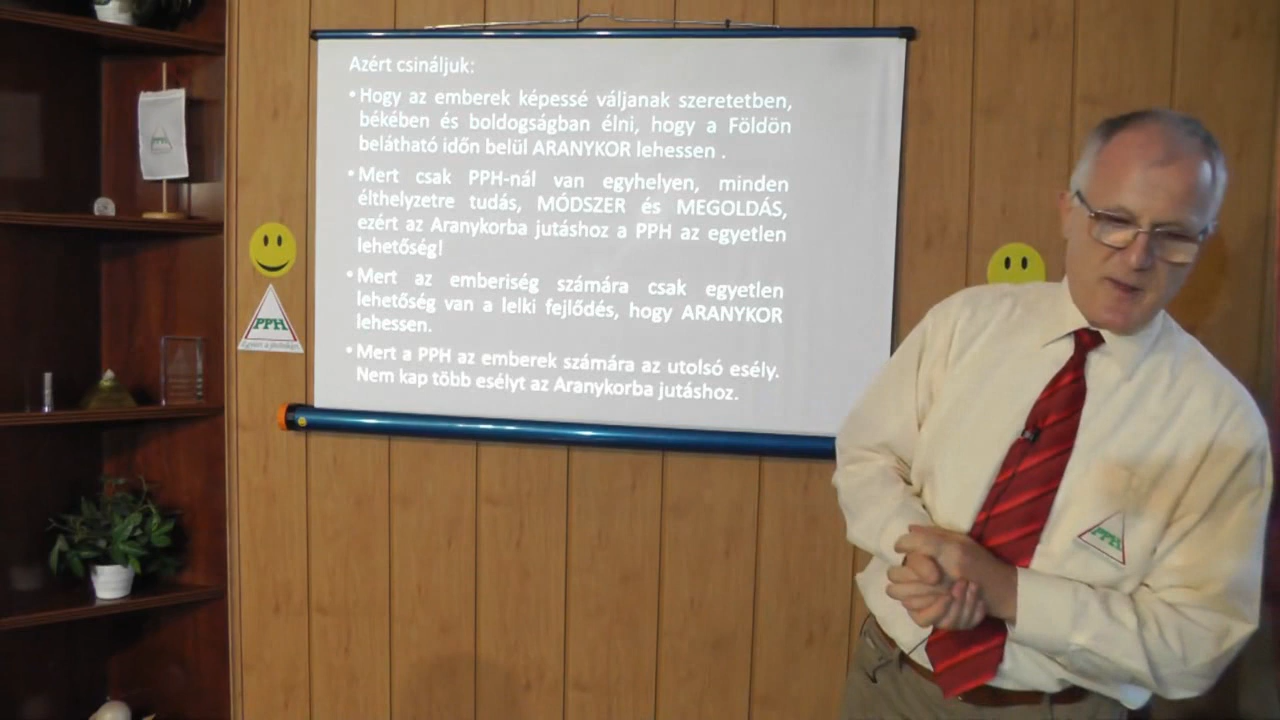 Azért csináljuk:
• Hogy az emberek képessé váljanak szeretetben,
békében és boldogságban élni, hogy a Földön
belátható időn belül ARANYKOR lehessen .
• Mert csak PPH-nál van egyhelyen, minden
élthelyzetre tudás, MÓDSZER és MEGOLDÁS,
ezért az Aranykorba jutáshoz a PPH az egyetlen
lehetőség!
• Mert az emberiség számára csak egyetlen
lehetőség van a lelki fejlődés, hogy ARANYKOR
lehessen.
• Mert a PPH az emberek számára az utolsó esély.
Nem kap több esélyt az Aranykorba jutáshoz.
PPH
PPH